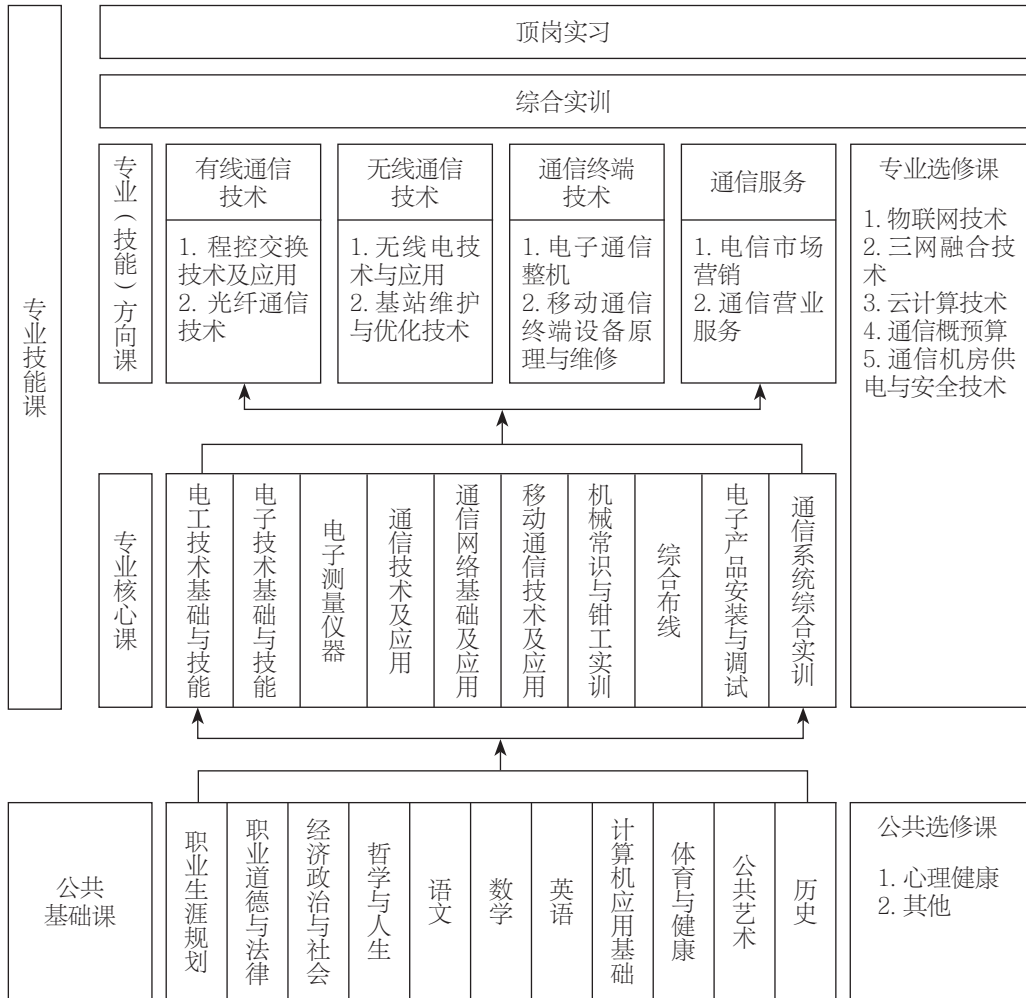 顶岗实习
综合实训
专业技能课
专业（技能）方向课
有线通信
技术
1. 程控交换
技术及应用
2. 光纤通信
技术
无线通信
技术
1. 无线电技
术与应用
2. 基站维护
与优化技术
通信终端
技术
1. 电子通信
整机
2. 移动通信
终端设备原
理与维修
通信服务
1. 电信市场
营销
2. 通信营业
服务
专业选修课
1. 物联网技术
2. 三网融合技
术
3. 云计算技术
4. 通信概预算
5. 通信机房供
电与安全技术
专业核心课
电工技术基础与技能
电子技术基础与技能
电子测量仪器
通信技术及应用
通信网络基础及应用
移动通信技术及应用
机械常识与钳工实训
综合布线
电子产品安装与调试
通信系统综合实训
公共
基础课
职业生涯规划
职业道德与法律
经济政治与社会
哲学与人生
语文
数学
英语
计算机应用基础
体育与健康
公共艺术
历史
公共选修课
1. 心理健康
2. 其他